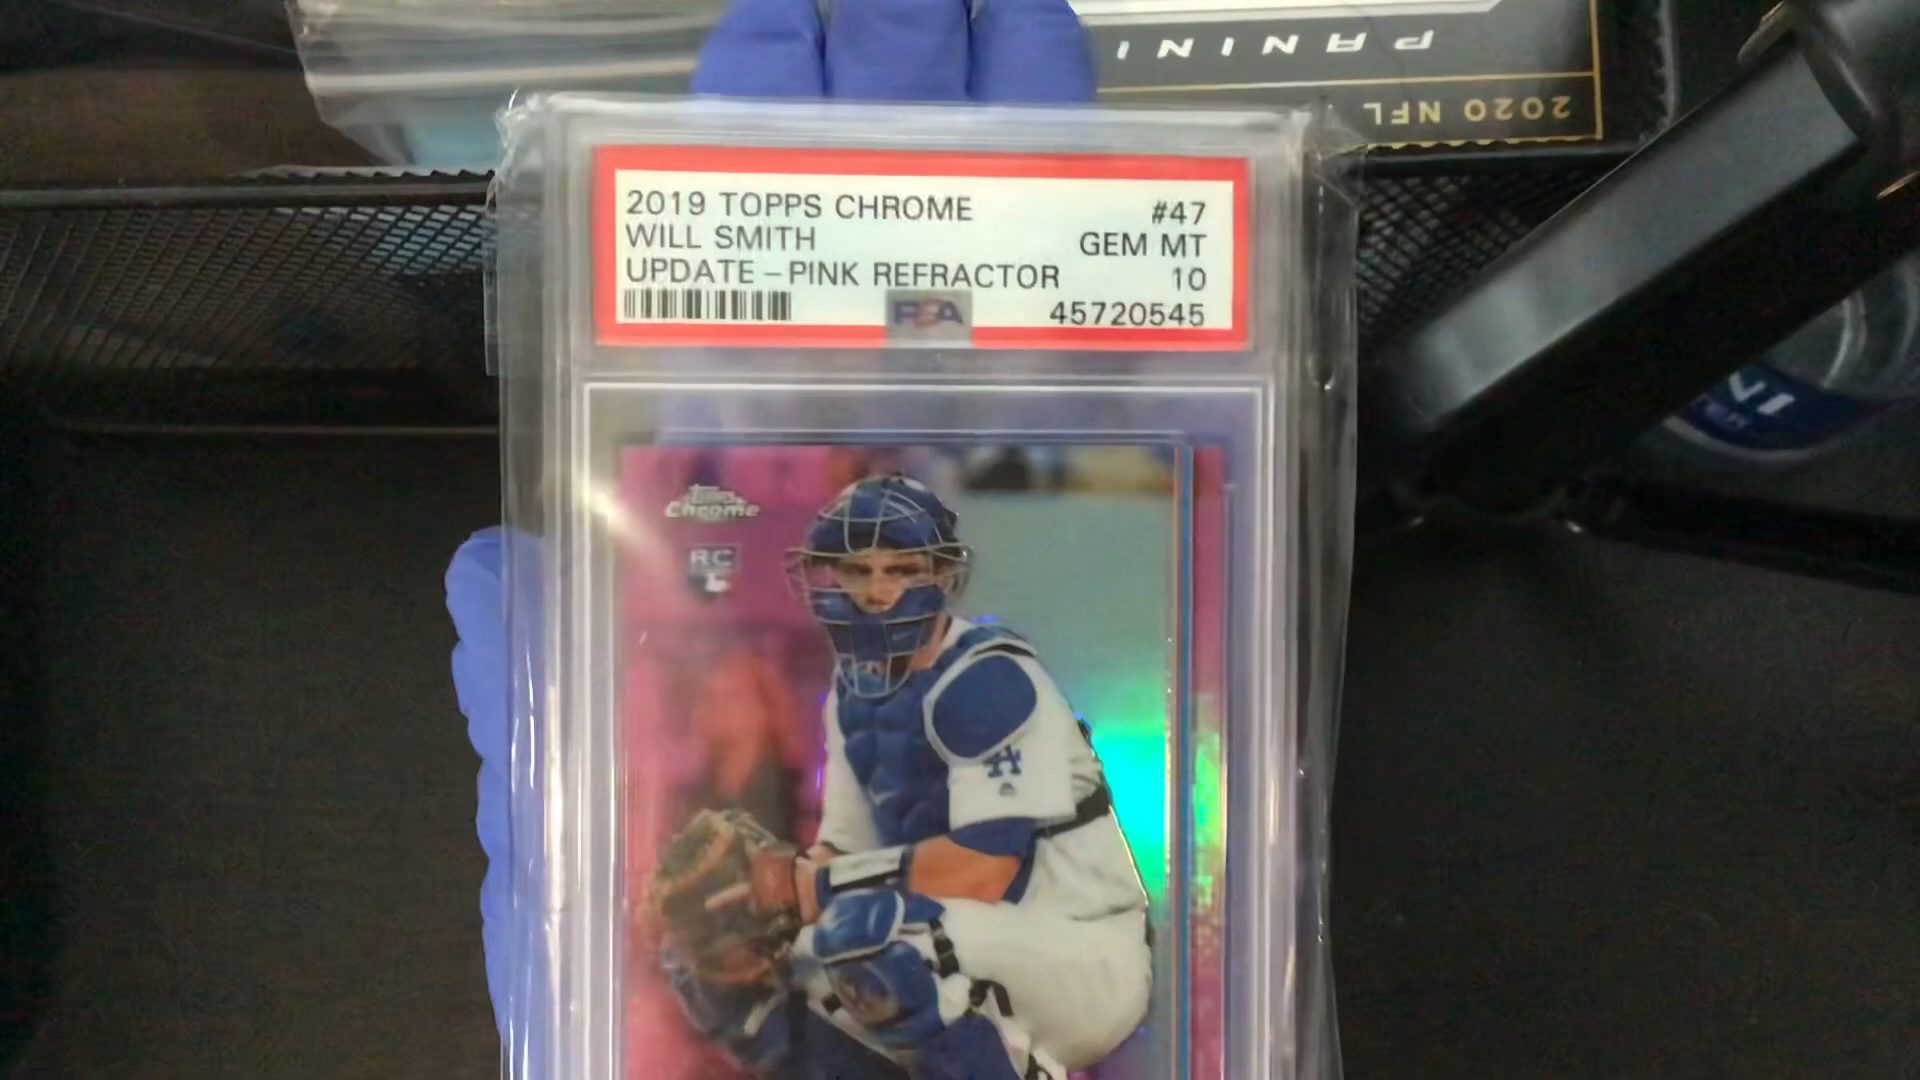 PANINI
2020 NFL
2019 TOPPS CHROME #47
WILL SMITH GEM MT
UPDATE - PINK REFRACTOR 10
PSA 45720545
Topps
Chrome
RC